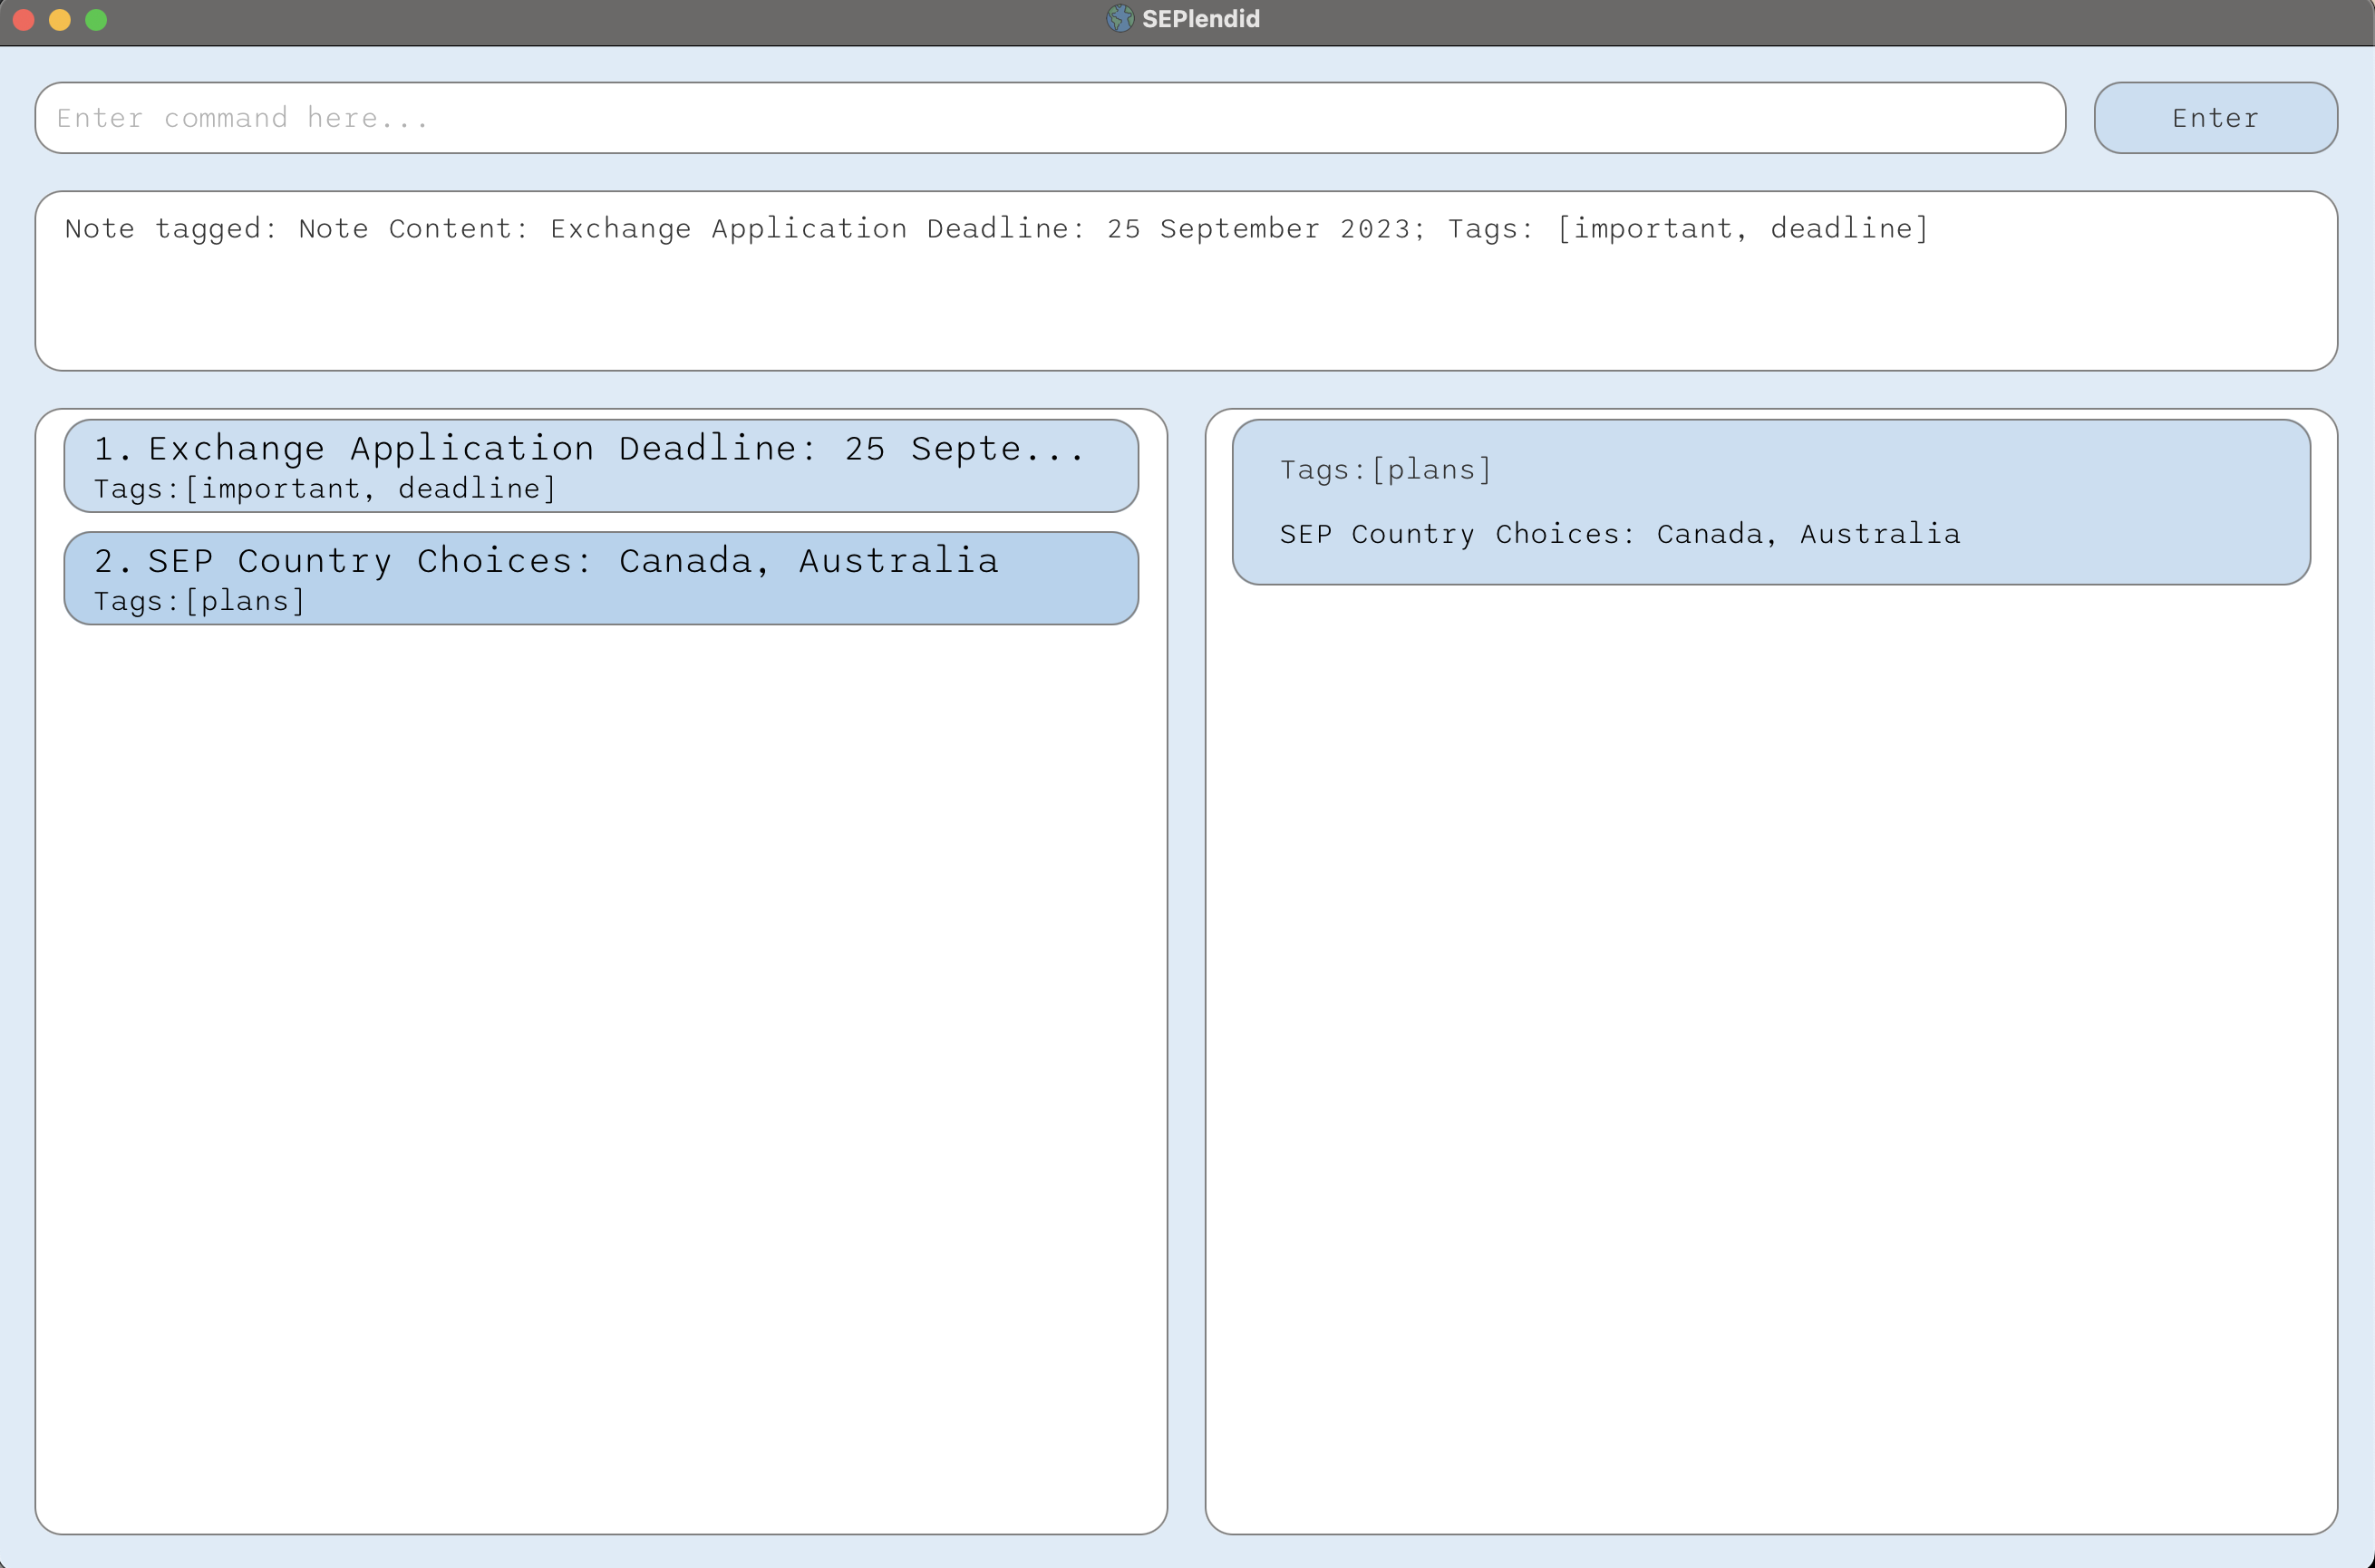 SEPlendid
Enter command here...
Enter
Note tagged: Note Content: Exchange Application Deadline: 25 September 2023; Tags: [important, deadline]
1. Exchange Application Deadline: 25 Septe...
Tags:[important, deadline]
2. SEP Country Choices: Canada, Australia
Tags:[plans]
Tags:[plans]
SEP Country Choices: Canada, Australia